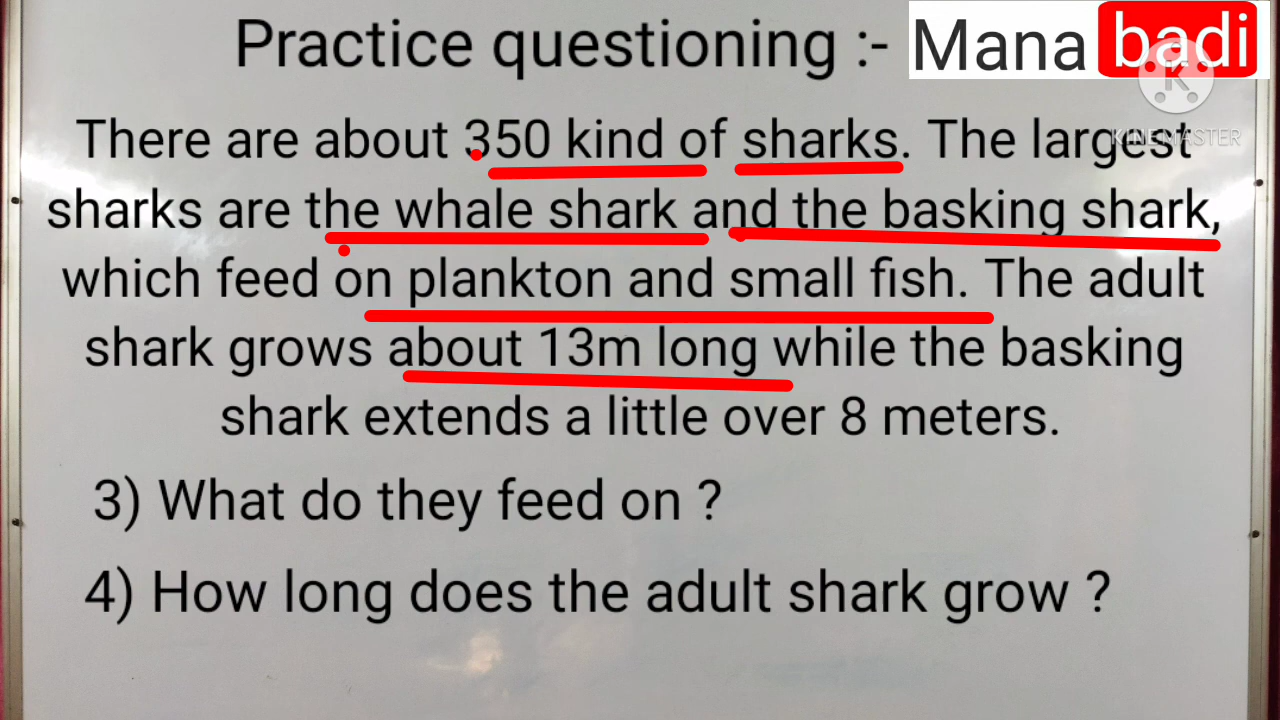 Practice questioning :- Mana badi
KINEMASTER
There are about 350 kind of sharks. The largest
sharks are the whale shark and the basking shark,
which feed on plankton and small fish. The adult
shark grows about 13m long while the basking
shark extends a little over 8 meters.
3) What do they feed on ?
4) How long does the adult shark grow ?